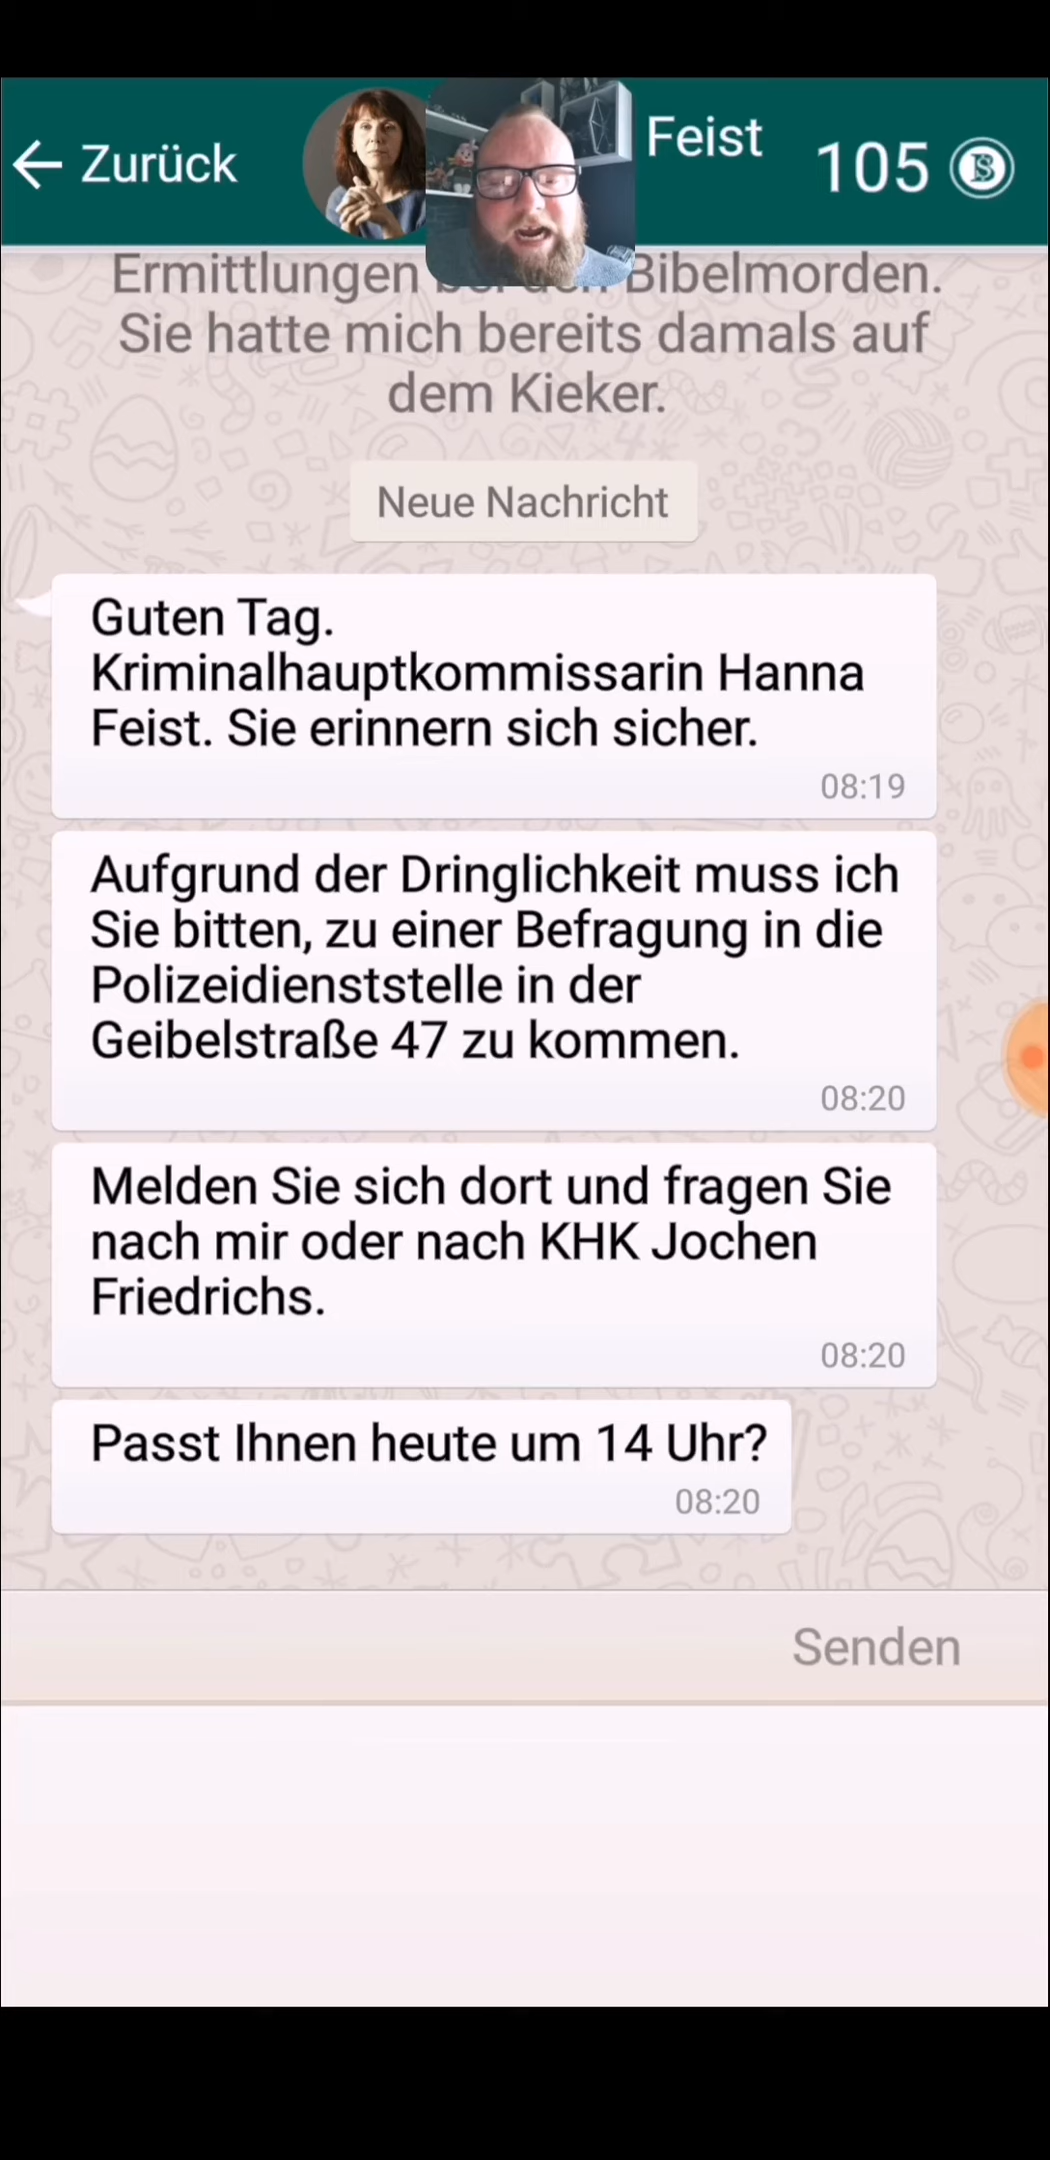 Zurück
Feist
105
Ermittlungen Bibelmorden.
Sie hatte mich bereits damals auf
dem Kieker.
Neue Nachricht
Guten Tag.
Kriminalhauptkommissarin Hanna
Feist. Sie erinnern sich sicher.
08:19
Aufgrund der Dringlichkeit muss ich
Sie bitten, zu einer Befragung in die
Polizeidienststelle in der
Geibelstraße 47 zu kommen.
08:20
Melden Sie sich dort und fragen Sie
nach mir oder nach KHK Jochen
Friedrichs.
08:20
Passt Ihnen heute um 14 Uhr?
08:20
Senden